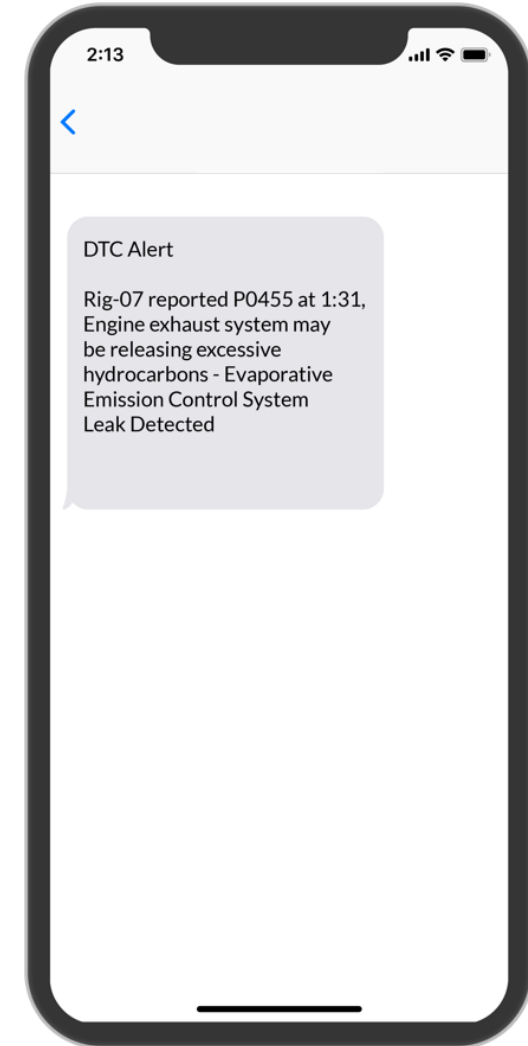 2:13
DTC Alert
Rig-07 reported P0455 at 1:31,
Engine exhaust system may
be releasing excessive
hydrocarbons - Evaporative
Emission Control System
Leak Detected